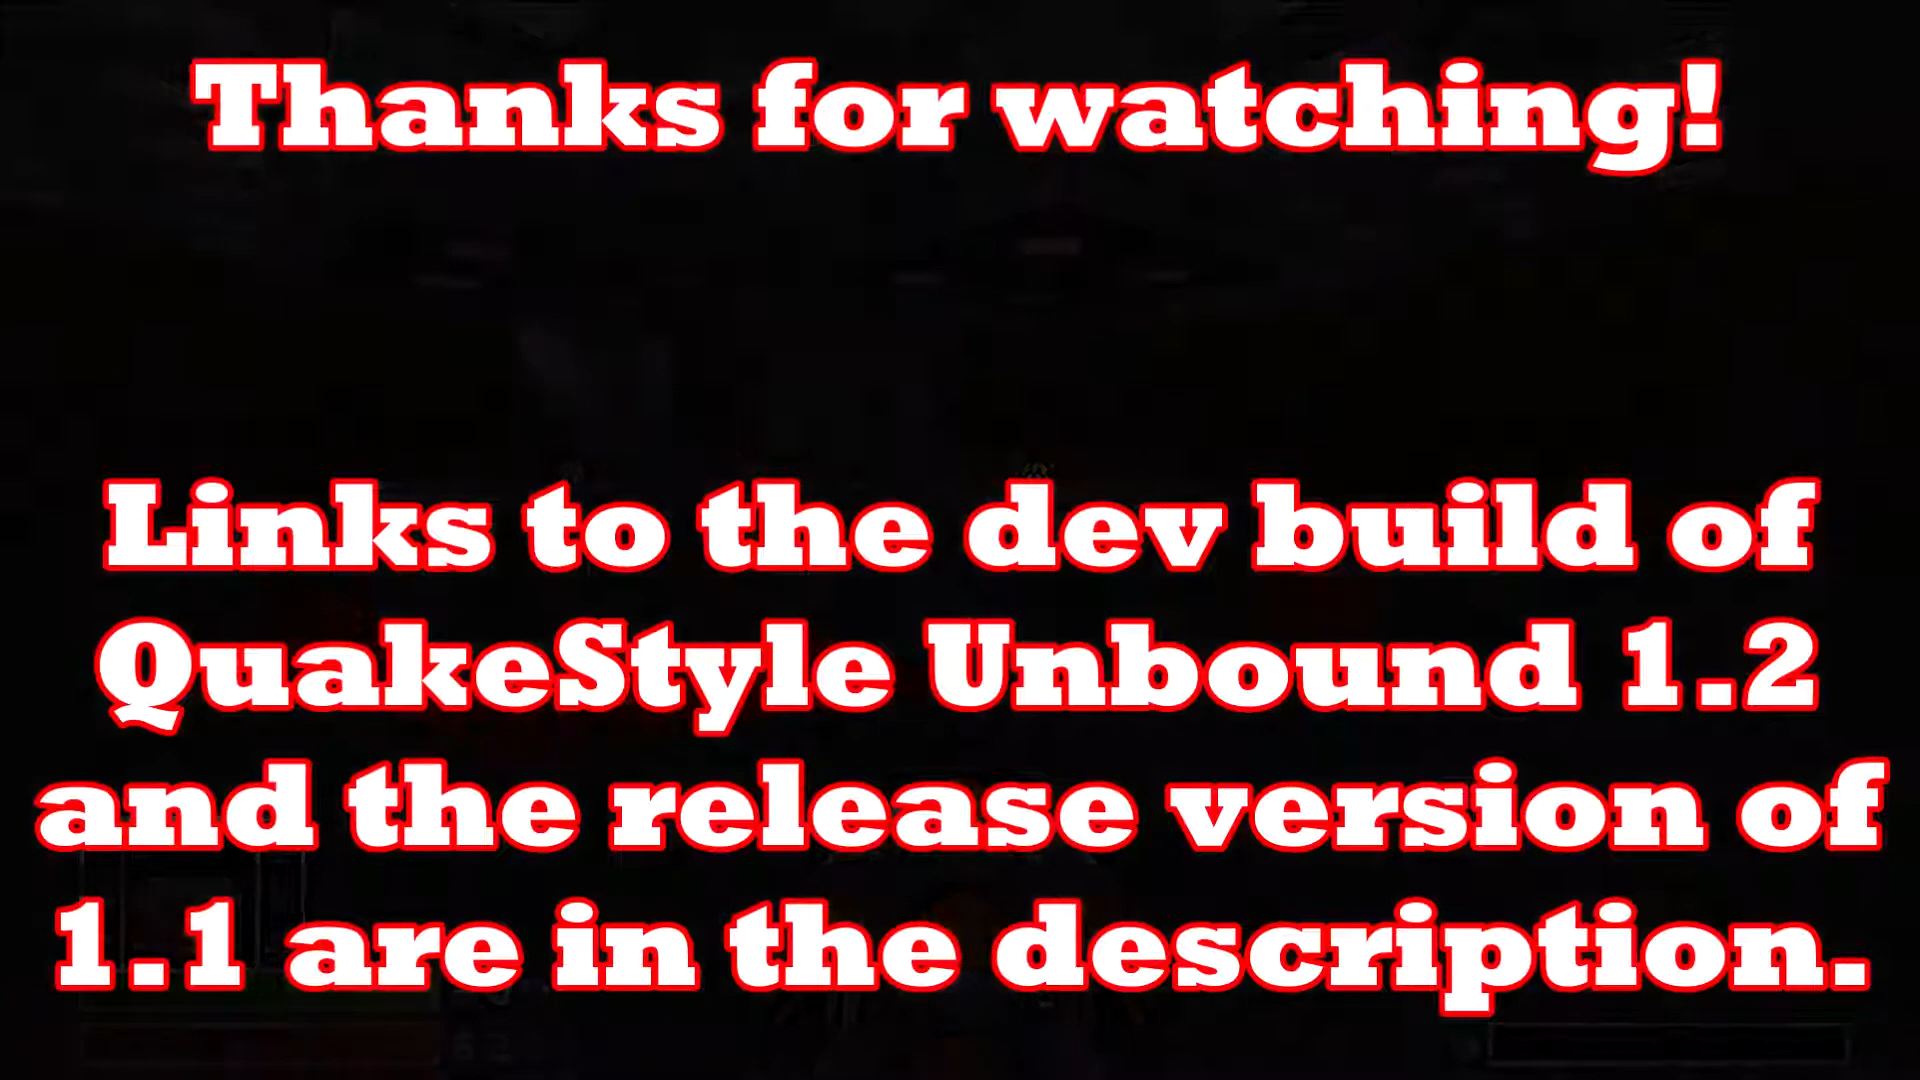 Thanks for watching!
Links to the dev build of
QuakeStyle Unbound 1.2
and the release version of
1.1 are in the description.